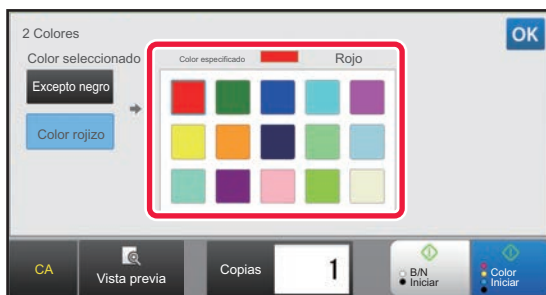 2 Colores
OK
Color seleccionado
Color especificado
Rojo
Excepto negro
Color rojizo
CA
Vista previa
Copias
1
B/N
Iniciar
Color
Iniciar